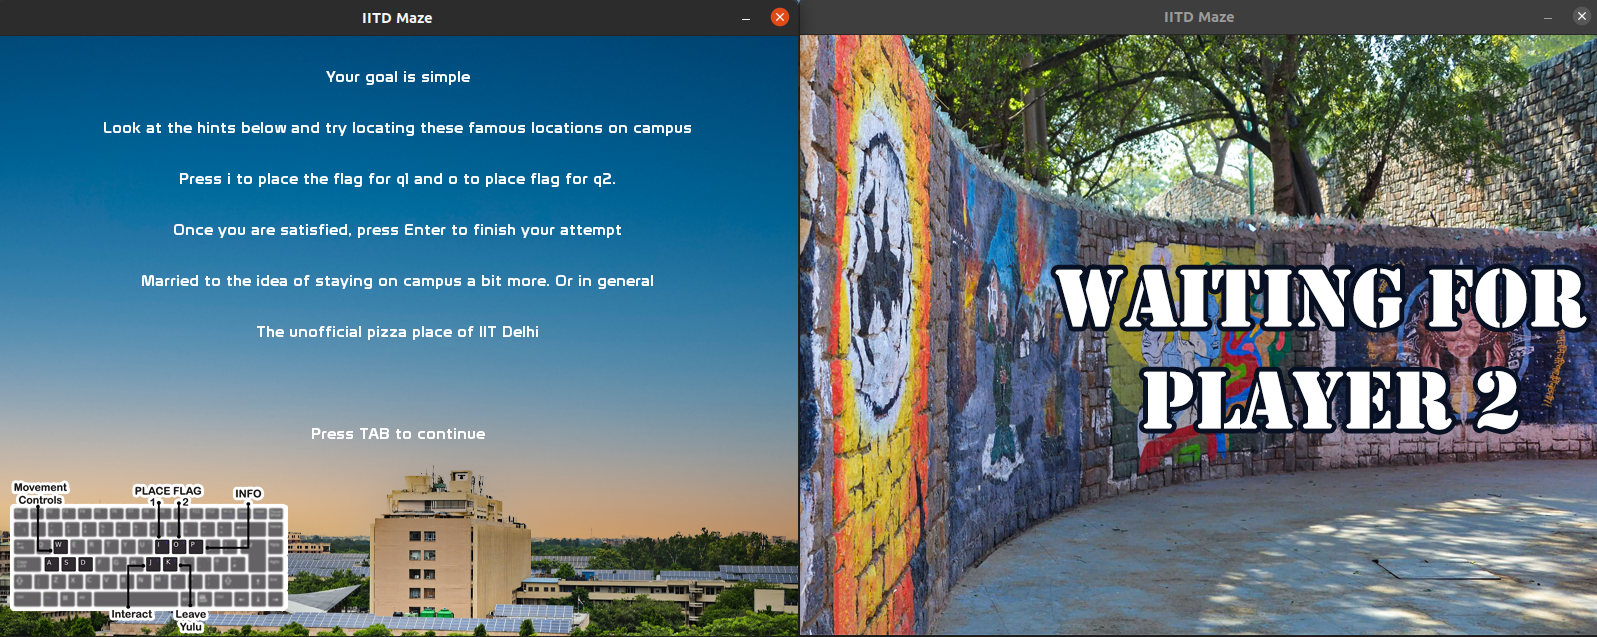 IITD Maze
Your goal is simple
Look at the hints below and try locating these famous locations on campus
Press i to place the flag for q1 and o to place flag for q2.
Once you are satisfied, press Enter to finish your attempt
Married to the idea of staying on campus a bit more. Or in general
The unofficial pizza place of IIT Delhi
Press TAB to continue
Movement
Controls
PLACE FLAG
1 2
INFO
W I O P
A S D J K
Interact
Leave
Yulu
IITD Maze
WAITING FOR
PLAYER 2